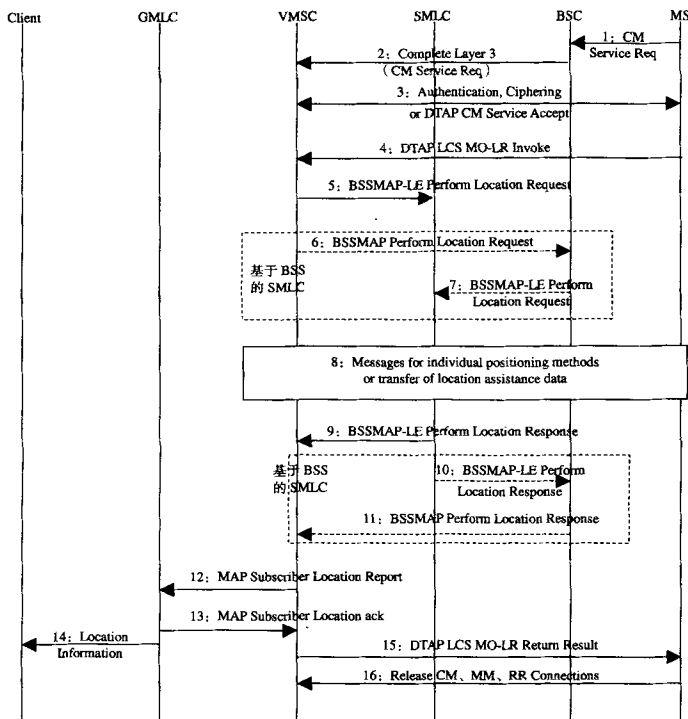 Client GMLC VMSC SMLC BSC MS
1：CM
Service Req
2：Complete Layer 3
（CM Service Req）
3：Authentication, Ciphering
or DTAP CM Service Accept
4：DTAP LCS MO-LR Invoke
5：BSSMAP-LE Perform Location Request
6：BSSMAP Perform Location Request
基于 BSS
的 SMLC
7：BSSMAP-LE Perform
Location Request
8：Messages for individual positioning methods
or transfer of location assistance data
9：BSSMAP-LE Perform Location Response
基于 BSS
的 SMLC
10：BSSMAP-LE Perform
Location Response
11：BSSMAP Perform Location Response
12：MAP Subscriber Location Report
13：MAP Subscriber Location ack
14：Location
Information
15：DTAP LCS MO-LR Return Result
16：Release CM、MM、RR Connections